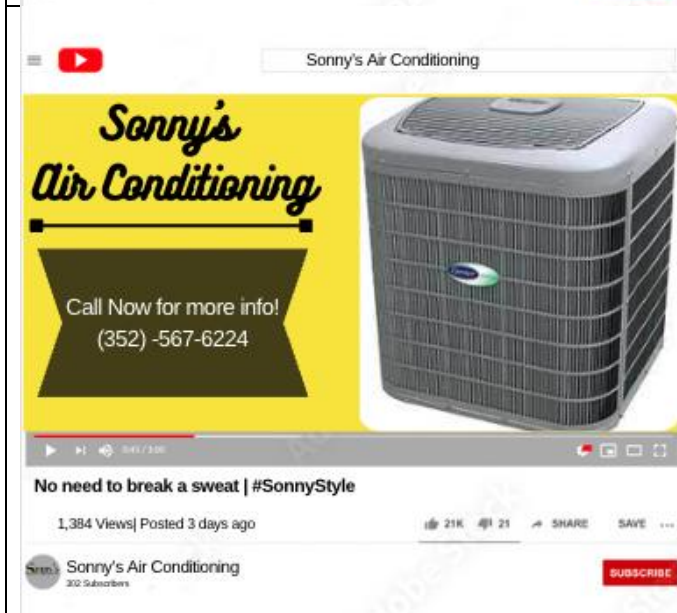 Sonny's Air Conditioning
Sonny's
Air Conditioning
Call Now for more info!
(352) -567-6224
No need to break a sweat | #SonnyStyle
1,384 Views| Posted 3 days ago
21K 21 SHARE SAVE ...
Sonny's Air Conditioning
302 Subscribers
SUBSCRIBE